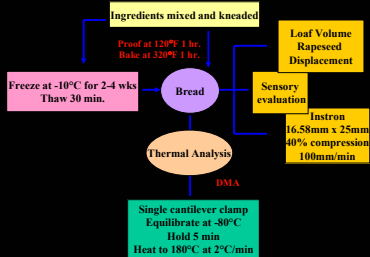 Ingredients mixed and kneaded
Proof at 120°F 1 hr.
Bake at 320°F 1 hr.
Loaf Volume
Rapeseed
Displacement
Freeze at -10°C for 2-4 wks
Thaw 30 min.
Bread
Sensory
evaluation
Instron
16.58mm x 25mm
40% compression
100mm/min
Thermal Analysis
DMA
Single cantilever clamp
Equilibrate at -80°C
Hold 5 min
Heat to 180°C at 2°C/min